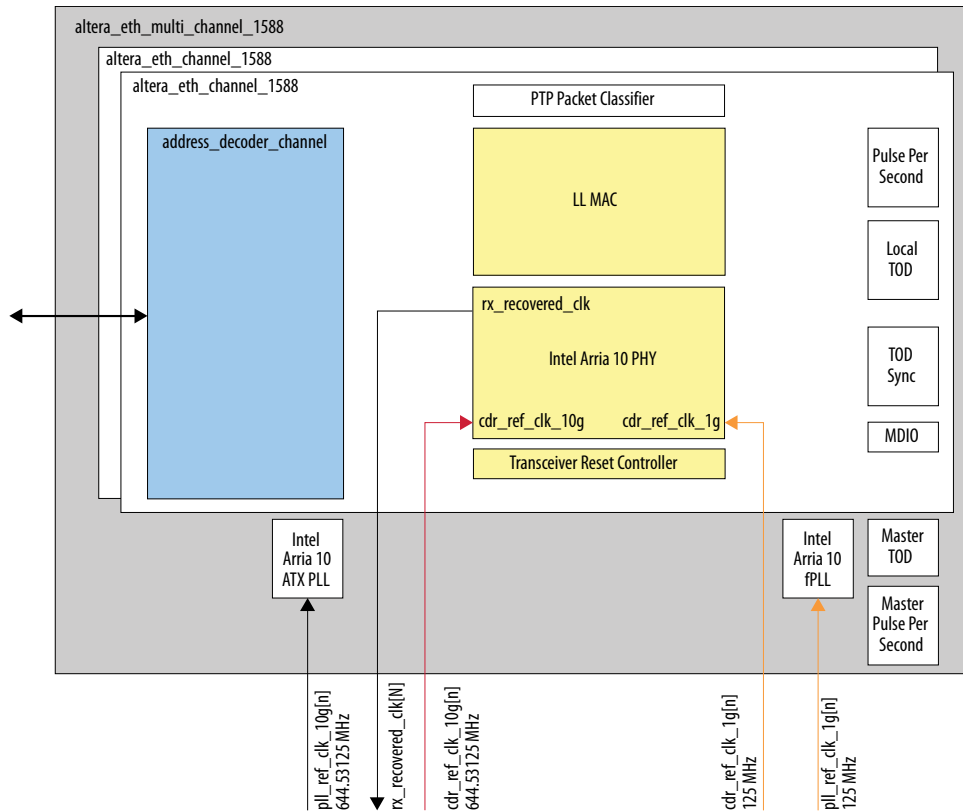 altera_eth_multi_channel_1588
altera_eth_channel_1588
altera_eth_channel_1588
address_decoder_channel
PTP Packet Classifier
LL MAC
rx_recovered_clk
Intel Arria 10 PHY
cdr_ref_clk_10g
cdr_ref_clk_1g
Transceiver Reset Controller
Pulse Per
Second
Local
TOD
TOD
Sync
MDIO
Intel
Arria 10
ATX PLL
Intel
Arria 10
fPLL
Master
TOD
Master
Pulse Per
Second
pll_ref_clk_10g[n]
644.53125 MHz
rx_recovered_clk[N]
cdr_ref_clk_10g[n]
644.53125 MHz
cdr_ref_clk_1g[n]
125 MHz
pll_ref_clk_1g[n]
125 MHz